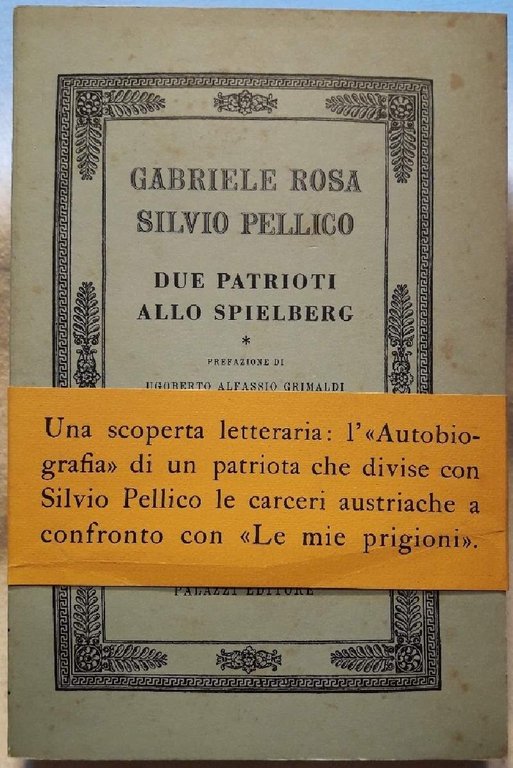 GABRIELE ROSA
SILVIO PELLICO
DUE PATRIOTI
ALLO SPIELBERG
*
PREFAZIONE DI
UGOBERTO ALFASSIO GRIMALDI
Una scoperta letteraria: l'«Autobio-
grafia» di un patriota che divise con
Silvio Pellico le carceri austriache a
confronto con «Le mie prigioni».
PALAZZI EDITORE